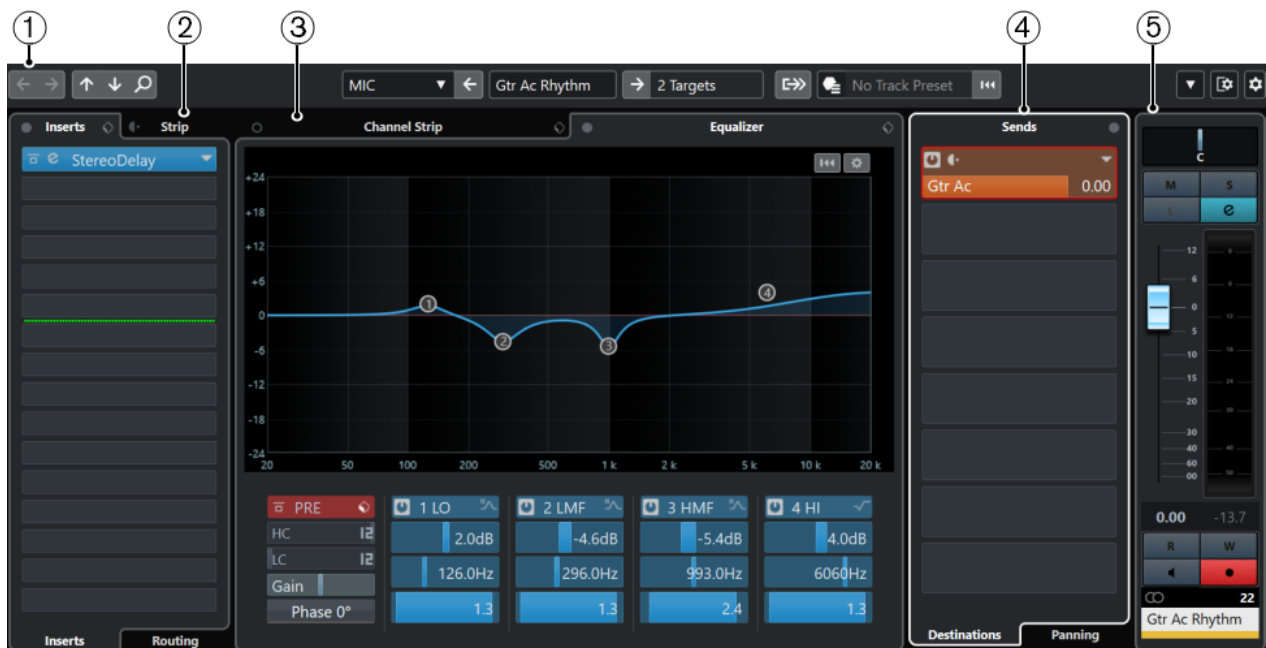 1 2 3 4 5
MIC Gtr Ac Rhythm 2 Targets No Track Preset
Inserts Strip Channel Strip Equalizer Sends
StereoDelay
+24
+18
+12
+6
0
-6
-12
-18
-24
1 2 3 4
20 50 100 200 500 1 k 2 k 5 k 10 k 20 k
PRE 1 LO 2 LMF 3 HMF 4 HI
HC 12 2.0dB -4.6dB -5.4dB 4.0dB
LC 12 126.0Hz 296.0Hz 993.0Hz 6060Hz
Gain 1.3 1.3 2.4 1.3
Phase 0°
Inserts Routing
Gtr Ac 0.00
Destinations Panning
C
M S
L e
12
6
0
5
10
15
20
30
40
60
00
0.00 -13.7
R W
22
Gtr Ac Rhythm